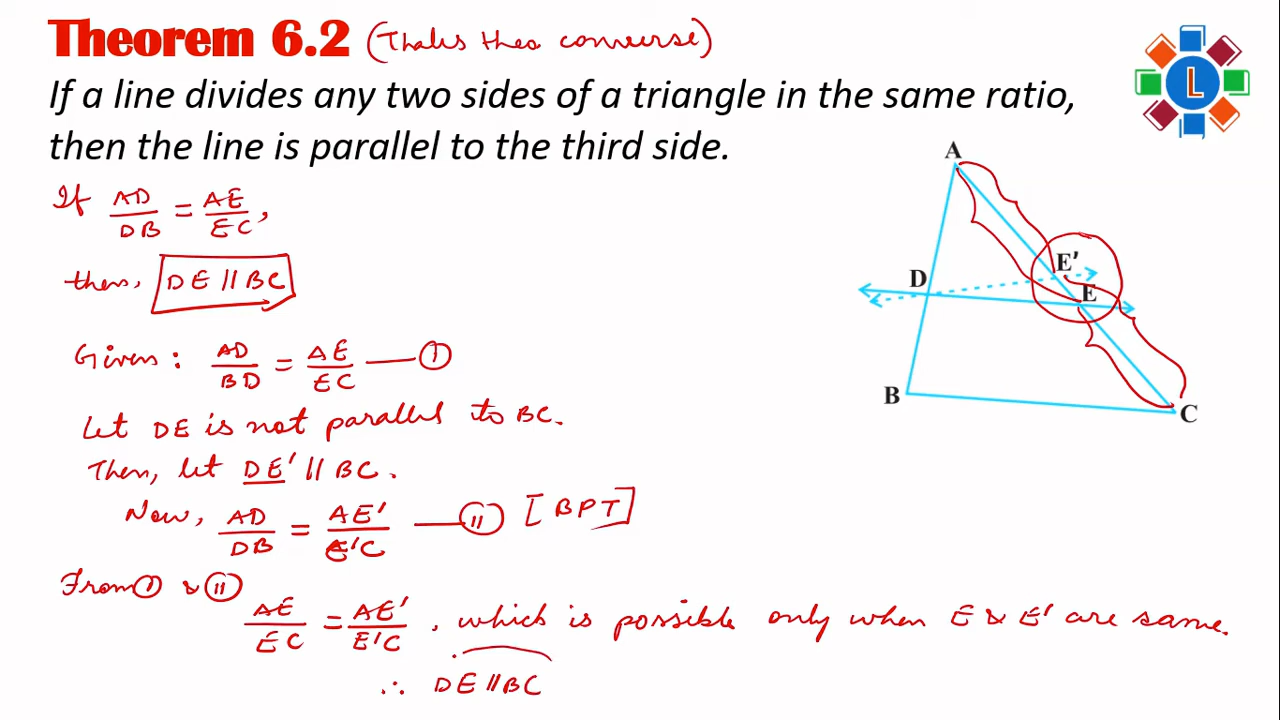 Theorem 6.2 (Thales theo converse)
If a line divides any two sides of a triangle in the same ratio,
then the line is parallel to the third side.
If AD/DB = AE/EC,
then, DE || BC
Given: AD/BD = AE/EC — I
Let DE is not parallel to BC.
Then, let DE' || BC.
Now, AD/DB = AE'/E'C — II [BPT]
From I & II
AE/EC = AE'/E'C, which is possible only when E & E' are same.
∴ DE || BC
L
A
E'
D
E
B
C